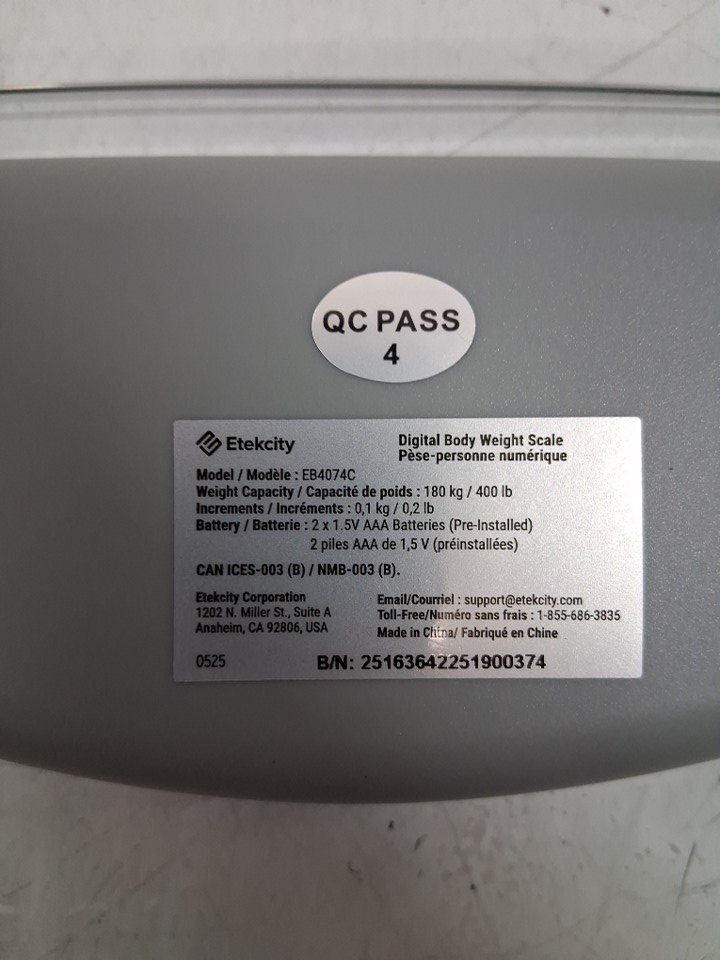 QC PASS
4
Etekcity
Digital Body Weight Scale
Pèse-personne numérique
Model / Modèle : EB4074C
Weight Capacity / Capacité de poids : 180 kg / 400 lb
Increments / Incréments : 0,1 kg / 0,2 lb
Battery / Batterie : 2 x 1.5V AAA Batteries (Pre-Installed)
2 piles AAA de 1,5 V (préinstallées)
CAN ICES-003 (B) / NMB-003 (B).
Etekcity Corporation
1202 N. Miller St., Suite A
Anaheim, CA 92806, USA
Email/Courriel : support@etekcity.com
Toll-Free/Numéro sans frais : 1-855-686-3835
Made in China/ Fabriqué en Chine
0525
B/N: 25163642251900374